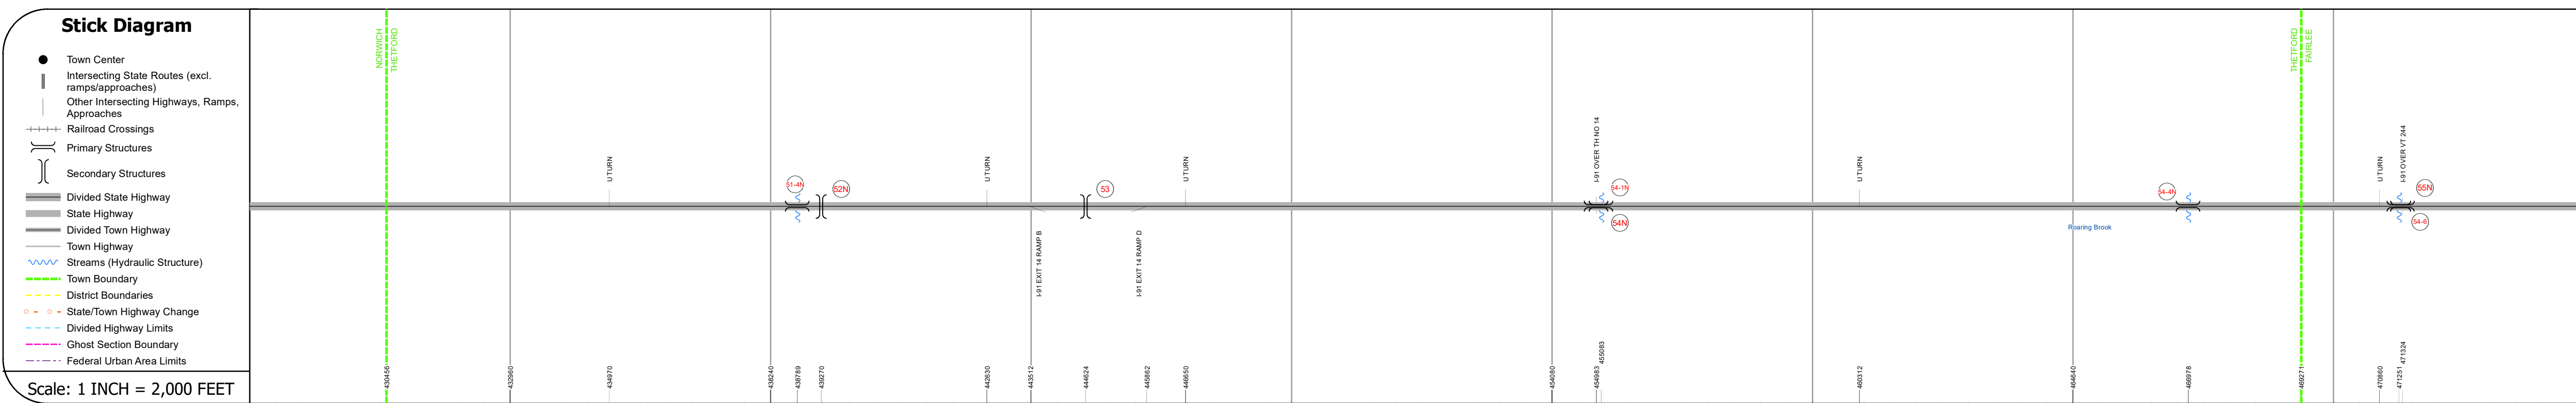 Stick Diagram
Town Center
Intersecting State Routes (excl.
ramps/approaches)
Other Intersecting Highways, Ramps,
Approaches
Railroad Crossings
Primary Structures
Secondary Structures
Divided State Highway
State Highway
Divided Town Highway
Town Highway
Streams (Hydraulic Structure)
Town Boundary
District Boundaries
State/Town Highway Change
Divided Highway Limits
Ghost Section Boundary
Federal Urban Area Limits
Scale: 1 INCH = 2,000 FEET
NORWICH
THETFORD
THETFORD
FAIRLEE
U TURN
51-4N
52N
U TURN
53
U TURN
I-91 OVER TH NO 14
54-1N
54N
U TURN
54-4N
Roaring Brook
U TURN
I-91 OVER VT 244
55N
54-6
I-91 EXIT 14 RAMP B
I-91 EXIT 14 RAMP D
430456
432960
434970
438240
438789
439270
442630
443512
444624
445862
446650
454080
454983
455083
460312
464640
466978
469271
470860
471251
471324